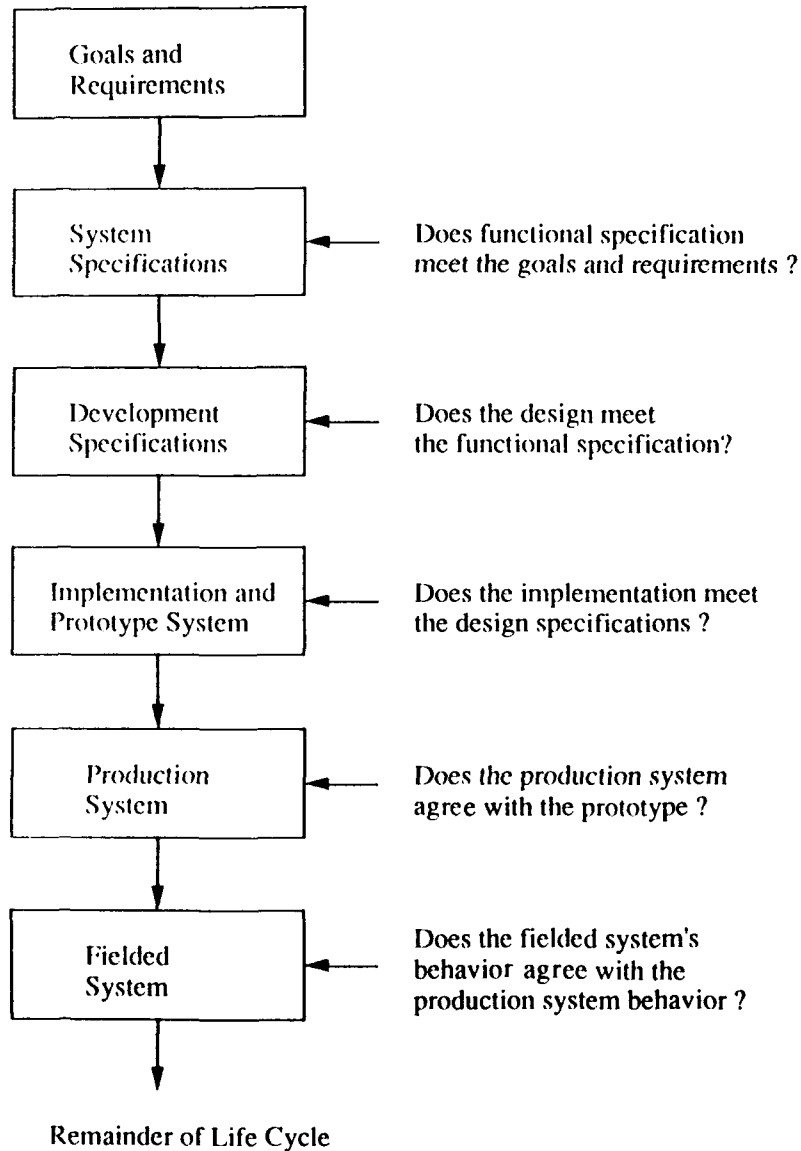 Goals and
Requirements
System
Specifications
Does functional specification
meet the goals and requirements ?
Development
Specifications
Does the design meet
the functional specification?
Implementation and
Prototype System
Does the implementation meet
the design specifications ?
Production
System
Does the production system
agree with the prototype ?
Fielded
System
Does the fielded system's
behavior agree with the
production system behavior ?
Remainder of Life Cycle